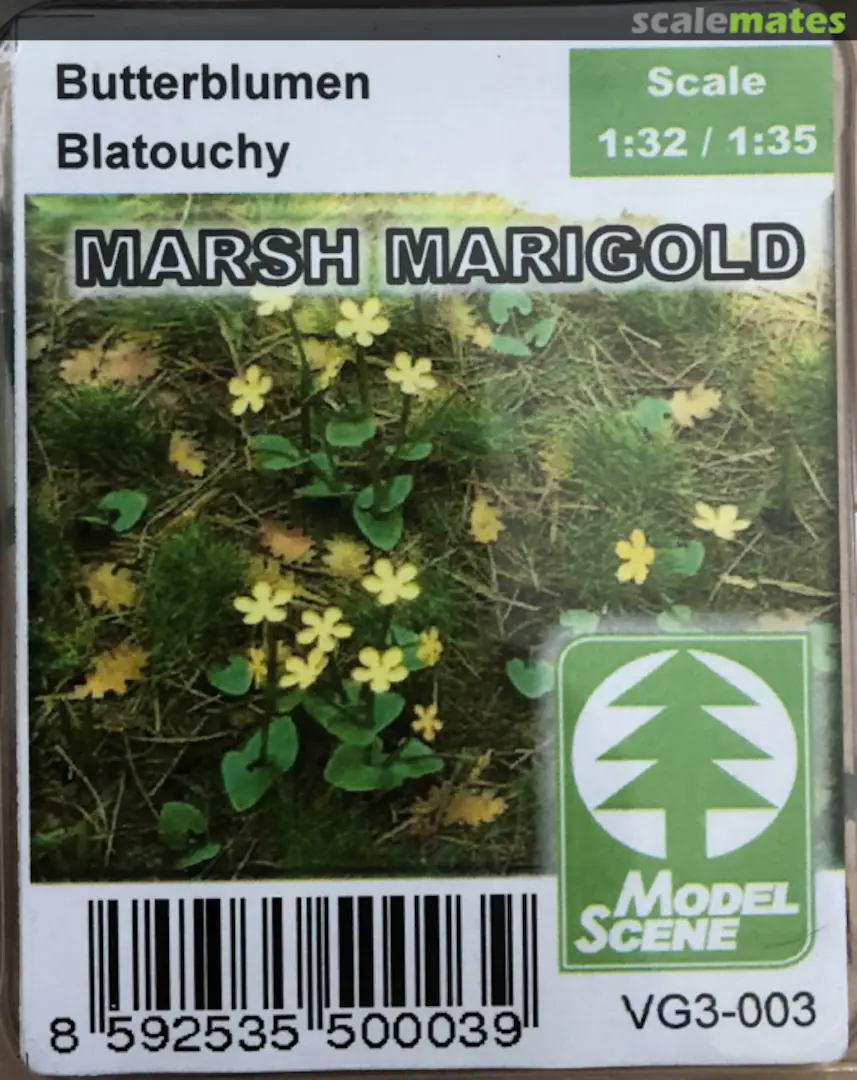 scalemates
Butterblumen
Blatouchy
Scale
1:32 / 1:35
MARSH MARIGOLD
MODEL
SCENE
VG3-003
8 592535 500039